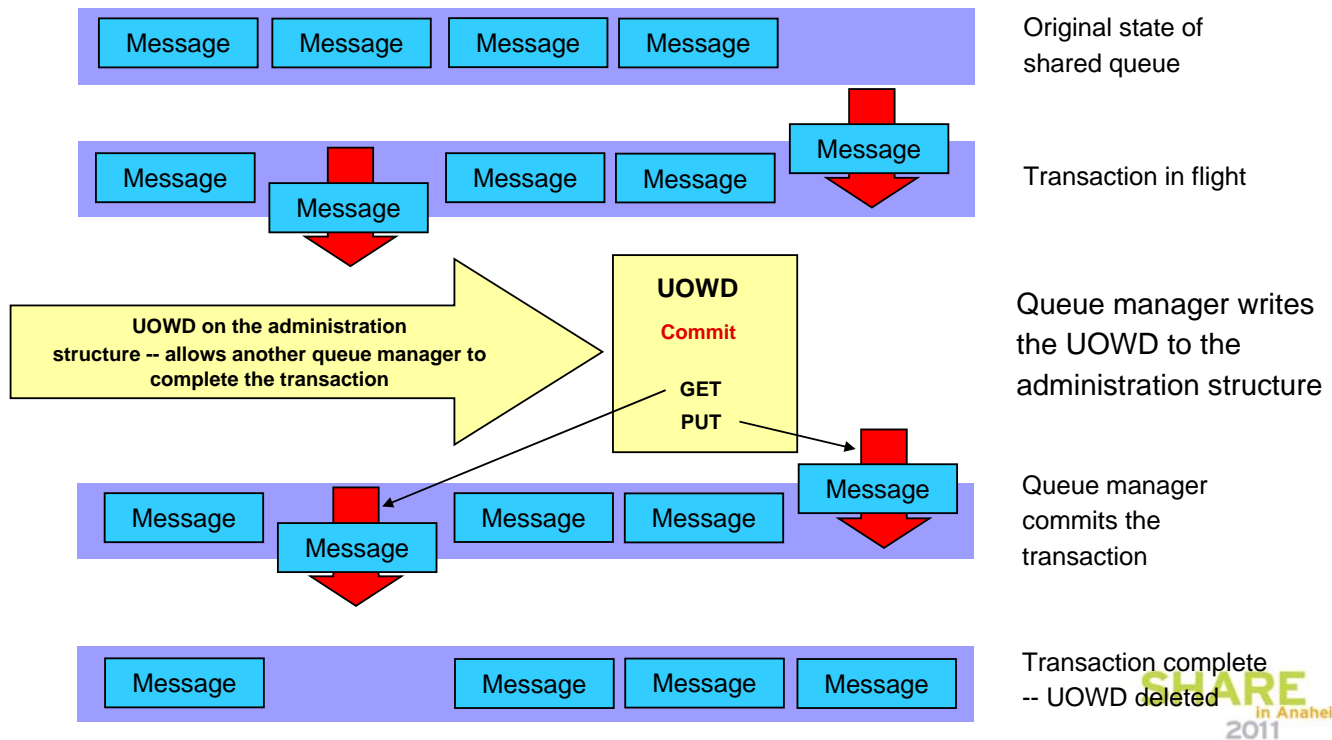 Message Message Message Message
Original state of
shared queue
Message Message Message Message Message
Message
Transaction in flight
UOWD on the administration
structure -- allows another queue manager to
complete the transaction
UOWD
Commit
GET
PUT
Queue manager writes
the UOWD to the
administration structure
Message Message Message Message
Message
Queue manager
commits the
transaction
Message Message Message Message
Transaction complete
-- UOWD deleted
SHARE
in Anahei
2011